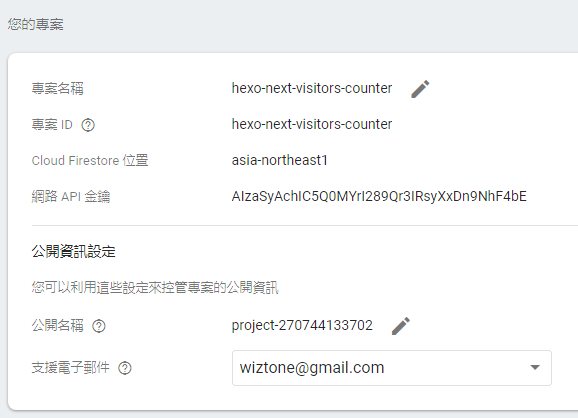 您的專案
專案名稱 hexo-next-visitors-counter
專案 ID hexo-next-visitors-counter
Cloud Firestore 位置 asia-northeast1
網路 API 金鑰 AIzaSyAchIC5Q0MYrI289Qr3IRsyXxDn9NhF4bE
公開資訊設定
您可以利用這些設定來控管專案的公開資訊
公開名稱 project-270744133702
支援電子郵件 wiztone@gmail.com